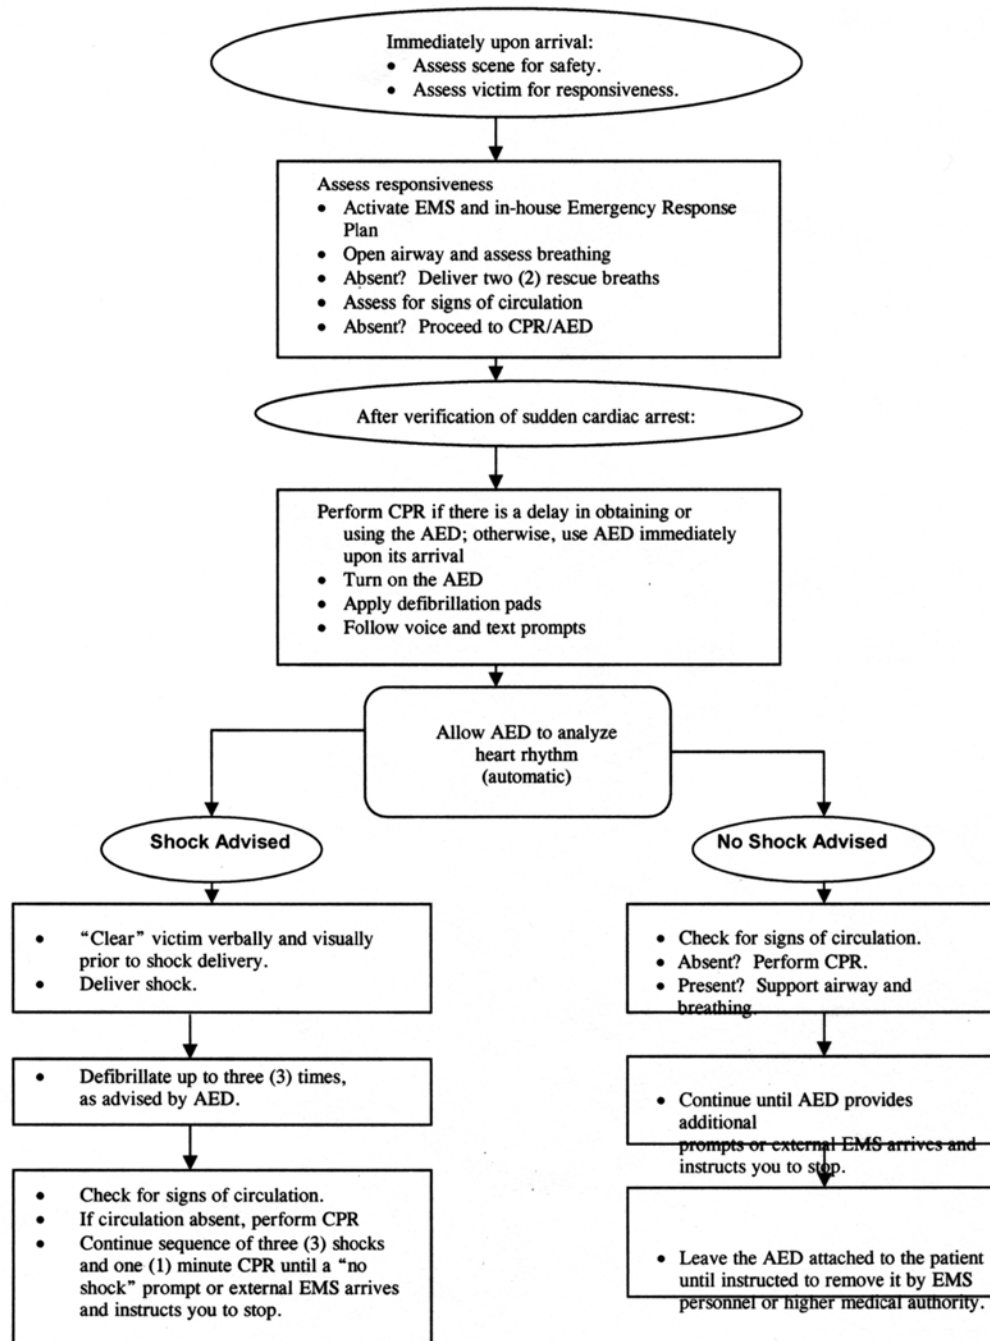 Immediately upon arrival:
• Assess scene for safety.
• Assess victim for responsiveness.
Assess responsiveness
• Activate EMS and in-house Emergency Response
Plan
• Open airway and assess breathing
• Absent? Deliver two (2) rescue breaths
• Assess for signs of circulation
• Absent? Proceed to CPR/AED
After verification of sudden cardiac arrest:
Perform CPR if there is a delay in obtaining or
using the AED; otherwise, use AED immediately
upon its arrival
• Turn on the AED
• Apply defibrillation pads
• Follow voice and text prompts
Allow AED to analyze
heart rhythm
(automatic)
Shock Advised
• “Clear” victim verbally and visually
prior to shock delivery.
• Deliver shock.
• Defibrillate up to three (3) times,
as advised by AED.
• Check for signs of circulation.
• If circulation absent, perform CPR
• Continue sequence of three (3) shocks
and one (1) minute CPR until a “no
shock” prompt or external EMS arrives
and instructs you to stop.
No Shock Advised
• Check for signs of circulation.
• Absent? Perform CPR.
• Present? Support airway and
breathing.
• Continue until AED provides
additional
prompts or external EMS arrives and
instructs you to stop.
• Leave the AED attached to the patient
until instructed to remove it by EMS
personnel or higher medical authority.